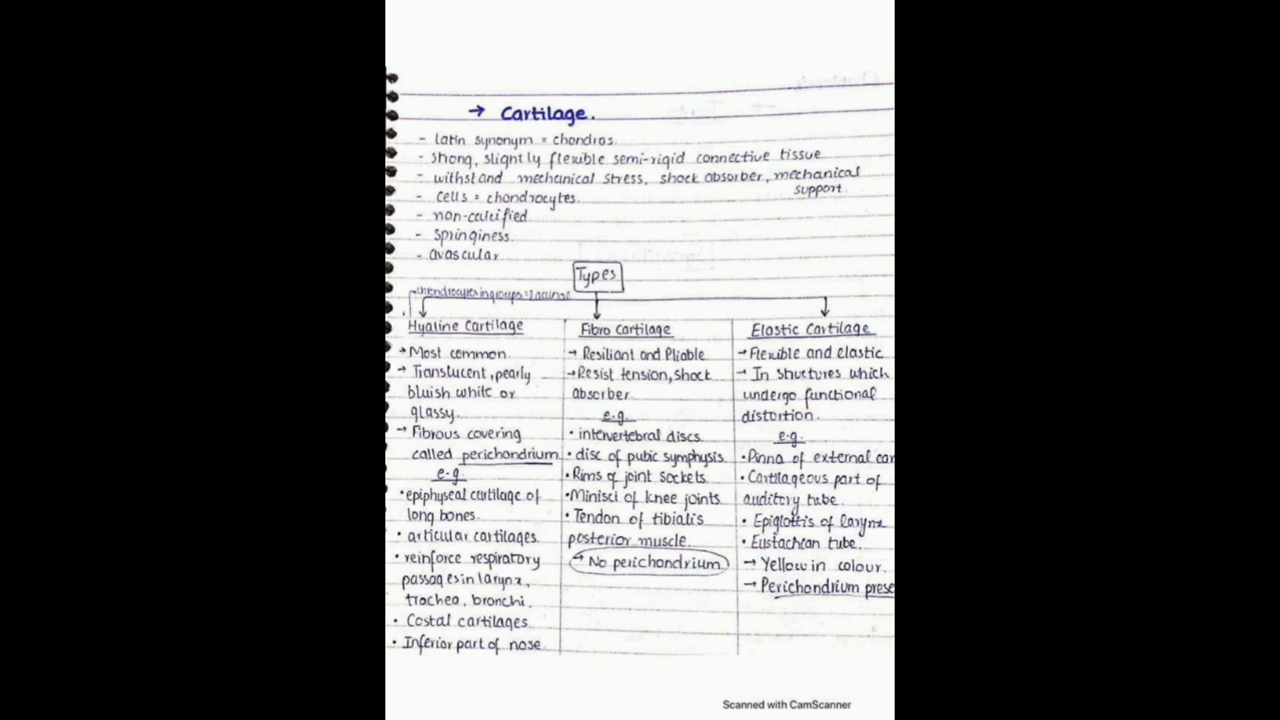 → Cartilage.
- latin synonym = chondros.
- strong, slightly flexible semi-rigid connective tissue
- withstand mechanical stress, shock absorber, mechanical
support.
- cells = chondrocytes.
- non-calcified
- springiness.
- avascular
Types
chondrocytes in groups =
Hyaline Cartilage
→ Most common.
→ Translucent, pearly
bluish white or
glassy.
→ Fibrous covering
called perichondrium
e.g.
• epiphyseal cartilage of
long bones.
• articular cartilages.
• reinforce respiratory
passages in larynx,
trachea, bronchi.
• Costal cartilages
• Inferior part of nose.
Fibro cartilage
→ Resiliant and Pliable
→ Resist tension, shock
absorber.
e.g.
• intervertebral discs.
• disc of pubic symphysis.
• Rims of joint sockets.
• Minisci of knee joints.
• Tendon of tibialis
posterior muscle.
→ No perichondrium
Elastic Cartilage
→ Flexible and elastic
→ In structures which
undergo functional
distortion.
e.g.
• Pinna of external ear
• Cartilageous part of
auditory tube.
• Epiglottis of larynx
• Eustachian tube.
→ Yellow in colour.
→ Perichondrium prese
Scanned with CamScanner